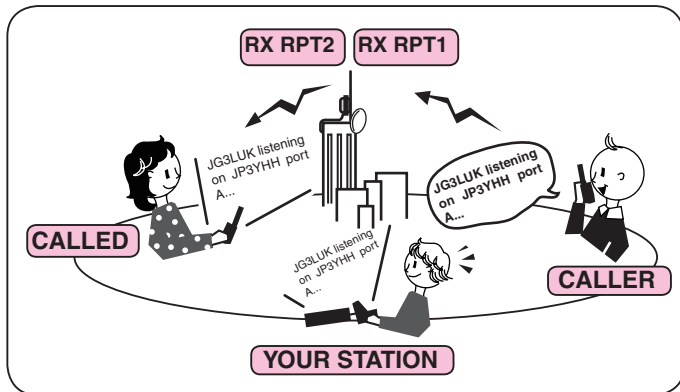 RX RPT2
RX RPT1
JG3LUK listening
on JP3YHH port
A...
JG3LUK listening
on JP3YHH port
A...
CALLED
JG3LUK listening
on JP3YHH port
A...
CALLER
YOUR STATION